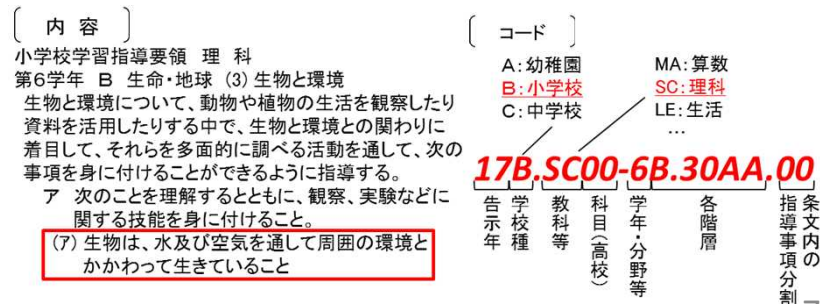 〔 内 容 〕
小学校学習指導要領 理 科
第6学年 B 生命・地球 (3) 生物と環境
生物と環境について、動物や植物の生活を観察したり
資料を活用したりする中で、生物と環境との関わりに
着目して、それらを多面的に調べる活動を通して、次の
事項を身に付けることができるように指導する。
ア 次のことを理解するとともに、観察、実験などに
関する技能を身に付けること。
(ア) 生物は、水及び空気を通して周囲の環境と
かかわって生きていること
〔 コード 〕
A:幼稚園
B:小学校
C:中学校
MA:算数
SC:理科
LE:生活
…
17B.SC00-6B.30AA.00
告示年
学校種
教科等
科目(高校)
学年・分野等
各階層
条文内の
指導事項分割